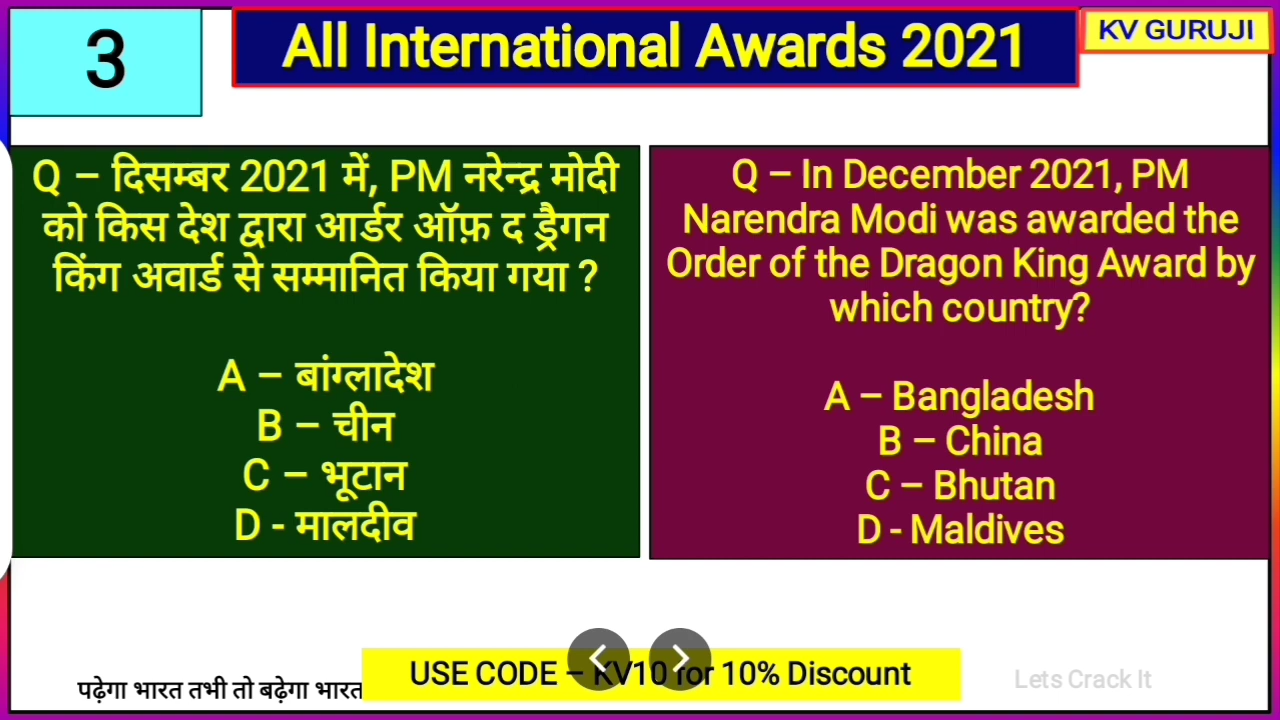 3
All International Awards 2021
KV GURUJI
Q – दिसम्बर 2021 में, PM नरेन्द्र मोदी
को किस देश द्वारा आर्डर ऑफ़ द ड्रैगन
किंग अवार्ड से सम्मानित किया गया ?
A – बांग्लादेश
B – चीन
C – भूटान
D - मालदीव
Q – In December 2021, PM
Narendra Modi was awarded the
Order of the Dragon King Award by
which country?
A – Bangladesh
B – China
C – Bhutan
D - Maldives
पढ़ेगा भारत तभी तो बढ़ेगा भारत
USE CODE – KV10 for 10% Discount
Lets Crack It